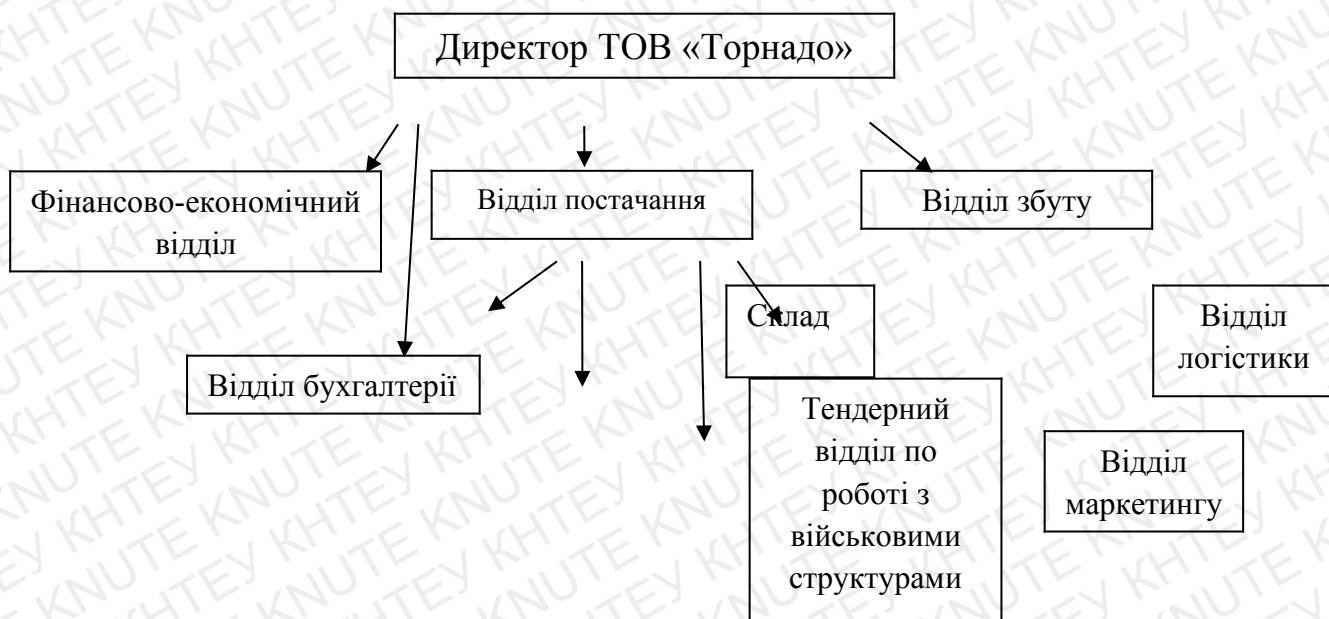 Директор ТОВ «Торнадо»
Фінансово-економічний
відділ
Відділ постачання
Відділ збуту
Склад
Відділ
логістики
Відділ бухгалтерії
Тендерний
відділ по
роботі з
військовими
структурами
Відділ
маркетингу